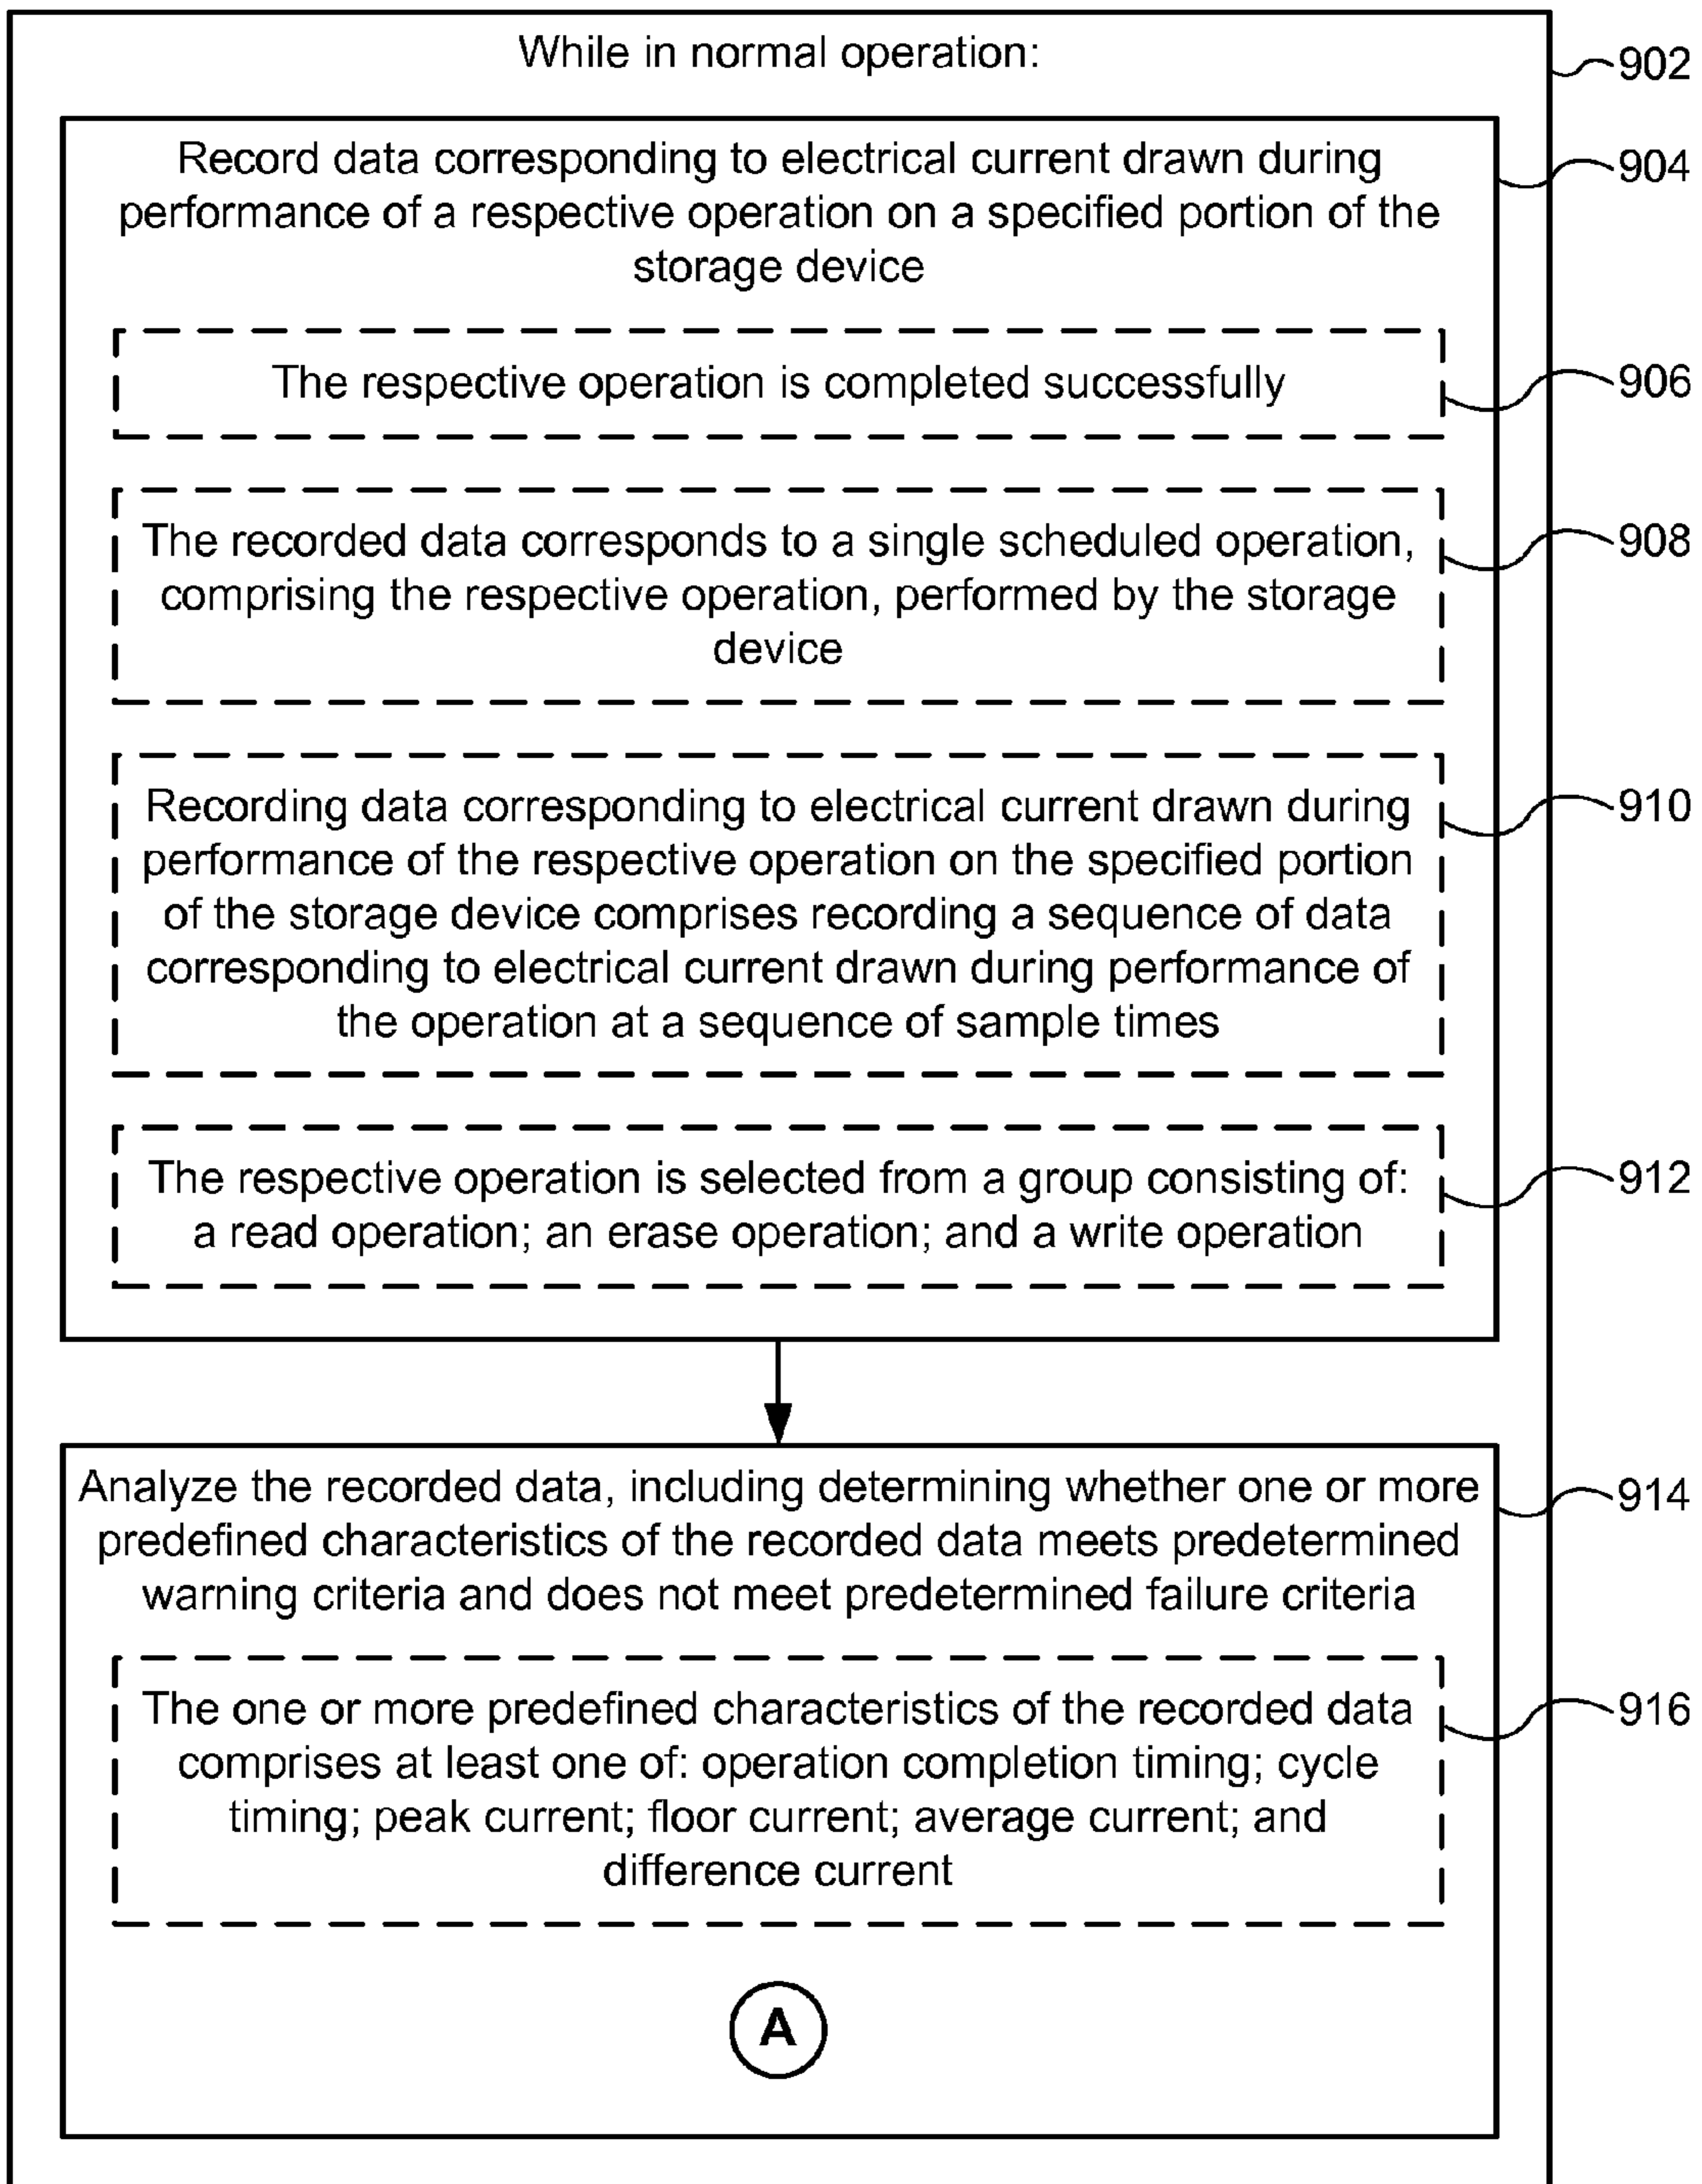 While in normal operation:
902
Record data corresponding to electrical current drawn during
performance of a respective operation on a specified portion of the
storage device
904
The respective operation is completed successfully
906
The recorded data corresponds to a single scheduled operation,
comprising the respective operation, performed by the storage
device
908
Recording data corresponding to electrical current drawn during
performance of the respective operation on the specified portion
of the storage device comprises recording a sequence of data
corresponding to electrical current drawn during performance of
the operation at a sequence of sample times
910
The respective operation is selected from a group consisting of:
a read operation; an erase operation; and a write operation
912
Analyze the recorded data, including determining whether one or more
predefined characteristics of the recorded data meets predetermined
warning criteria and does not meet predetermined failure criteria
914
The one or more predefined characteristics of the recorded data
comprises at least one of: operation completion timing; cycle
timing; peak current; floor current; average current; and
difference current
916
A